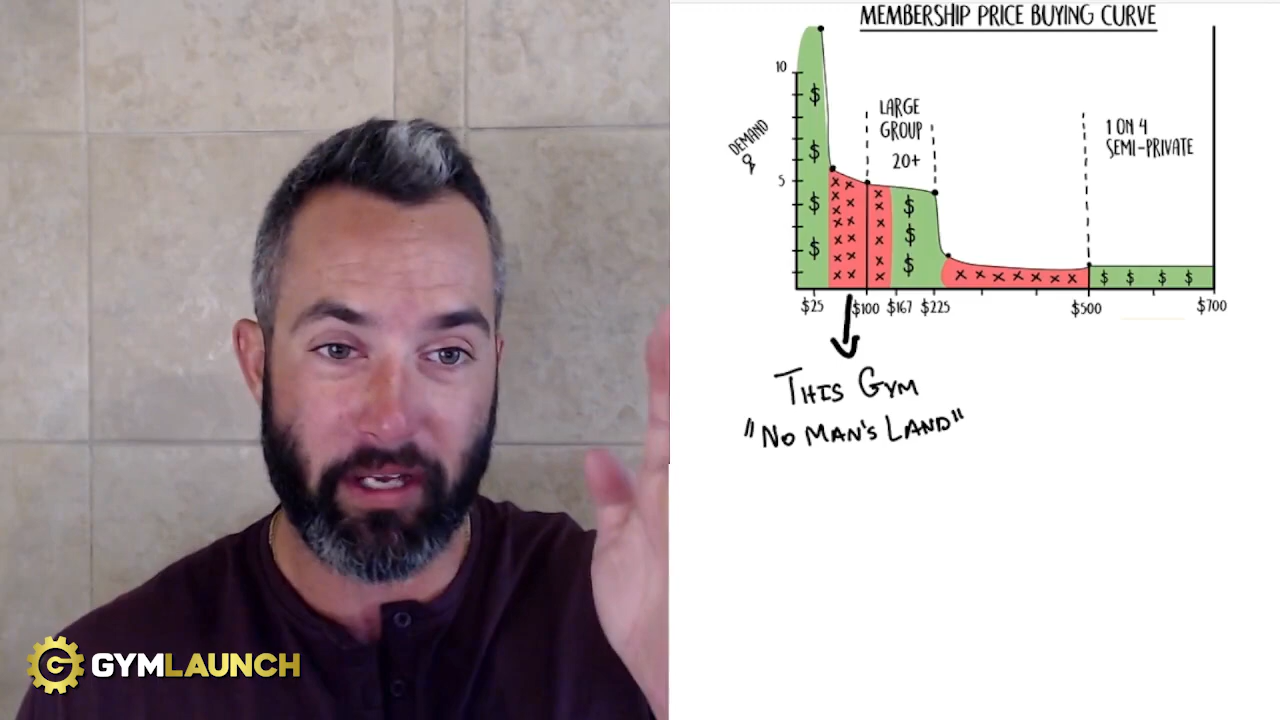 MEMBERSHIP PRICE BUYING CURVE
10
5
DEMAND
LARGE
GROUP
20+
1 ON 4
SEMI-PRIVATE
$ $ $ $
X X X X X X X X X X X X
X X X X X
$ $ $
X X X X X X X
$ $ $ $
$25 $100 $167 $225 $500 $700
THIS GYM
"NO MAN'S LAND"
G GYMLAUNCH